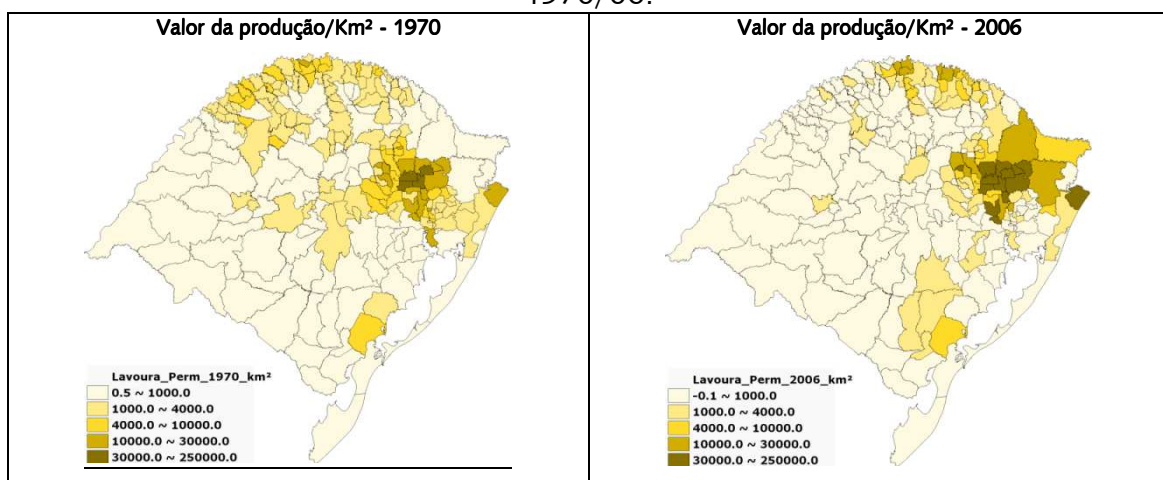 1970/06.
Valor da produção/Km² - 1970
Valor da produção/Km² - 2006
Lavoura_Perm_1970_km²
0.5 ~ 1000.0
1000.0 ~ 4000.0
4000.0 ~ 10000.0
10000.0 ~ 30000.0
30000.0 ~ 250000.0
Lavoura_Perm_2006_km²
-0.1 ~ 1000.0
1000.0 ~ 4000.0
4000.0 ~ 10000.0
10000.0 ~ 30000.0
30000.0 ~ 250000.0